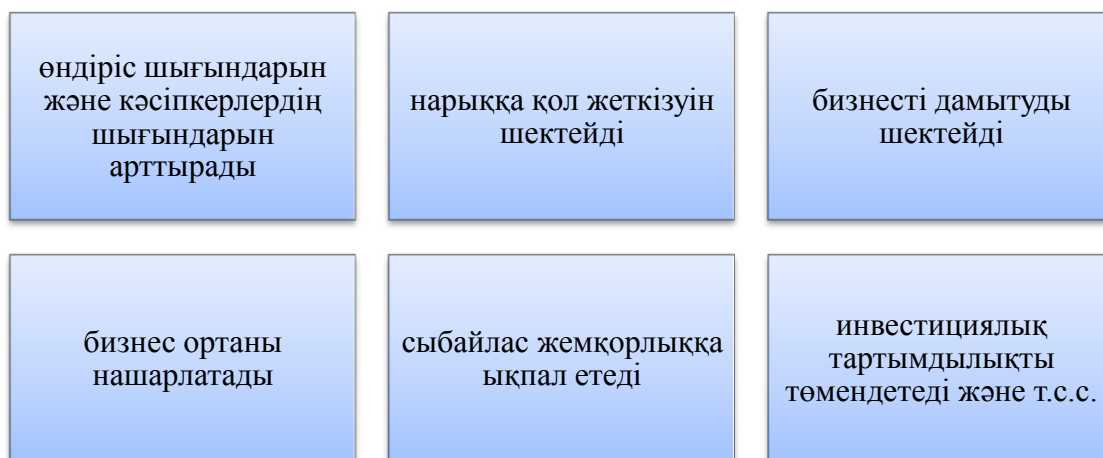 өндіріс шығындарын
және кәсіпкерлердің
шығындарын
арттырады
нарыққа қол жеткізуін
шектейді
бизнесті дамытуды
шектейді
бизнес ортаны
нашарлатады
сыбайлас жемқорлыққа
ықпал етеді
инвестициялық
тартымдылықты
төмендетеді және т.с.с.